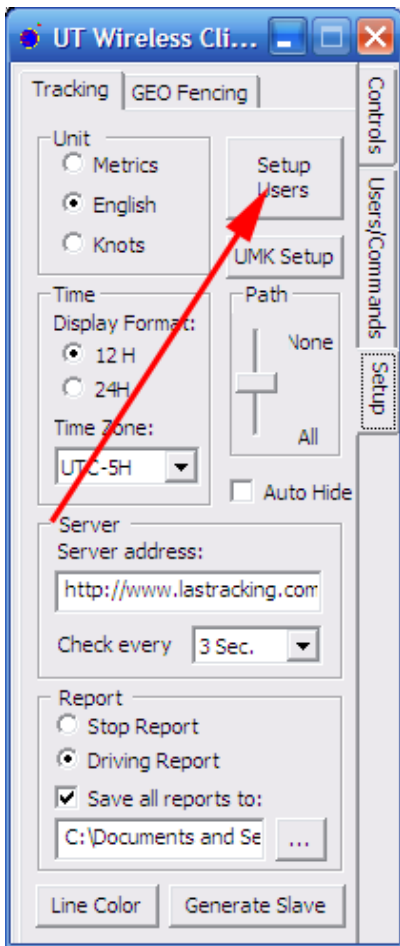 UT Wireless Cli...
Tracking
GEO Fencing
Controls
Users/Commands
Setup
Unit
Metrics
English
Knots
Setup
Users
UMK Setup
Time
Display Format:
12 H
24H
Time Zone:
UTC-5H
Path
None
All
Auto Hide
Server
Server address:
http://www.lastracking.com
Check every
3 Sec.
Report
Stop Report
Driving Report
Save all reports to:
C:\Documents and Se
...
Line Color
Generate Slave